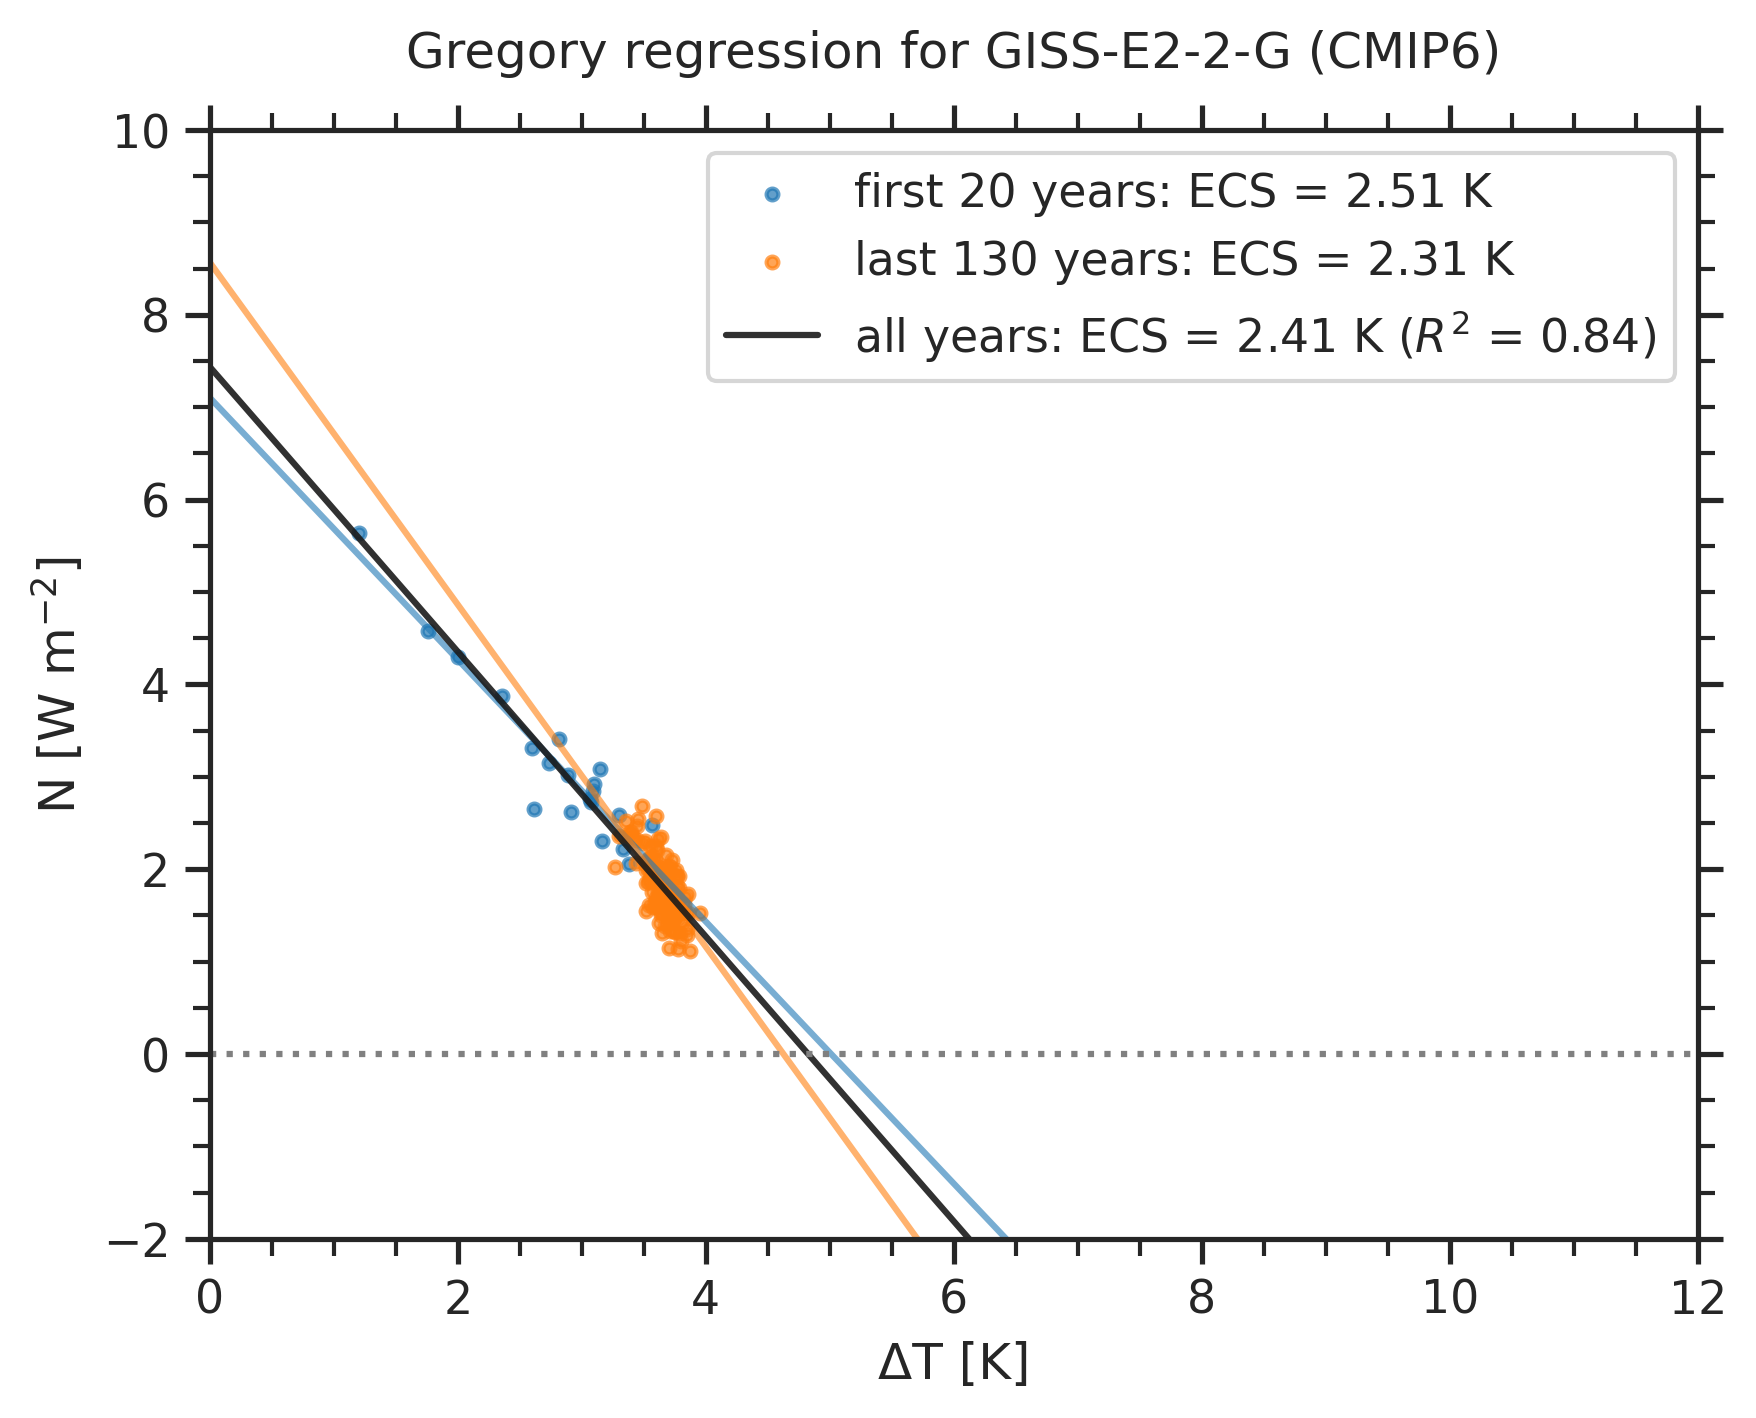 Gregory regression for GISS-E2-2-G (CMIP6)
first 20 years: ECS = 2.51 K
last 130 years: ECS = 2.31 K
all years: ECS = 2.41 K (R² = 0.84)
10
8
6
4
2
0
−2
N [W m⁻²]
0 2 4 6 8 10 12
ΔT [K]